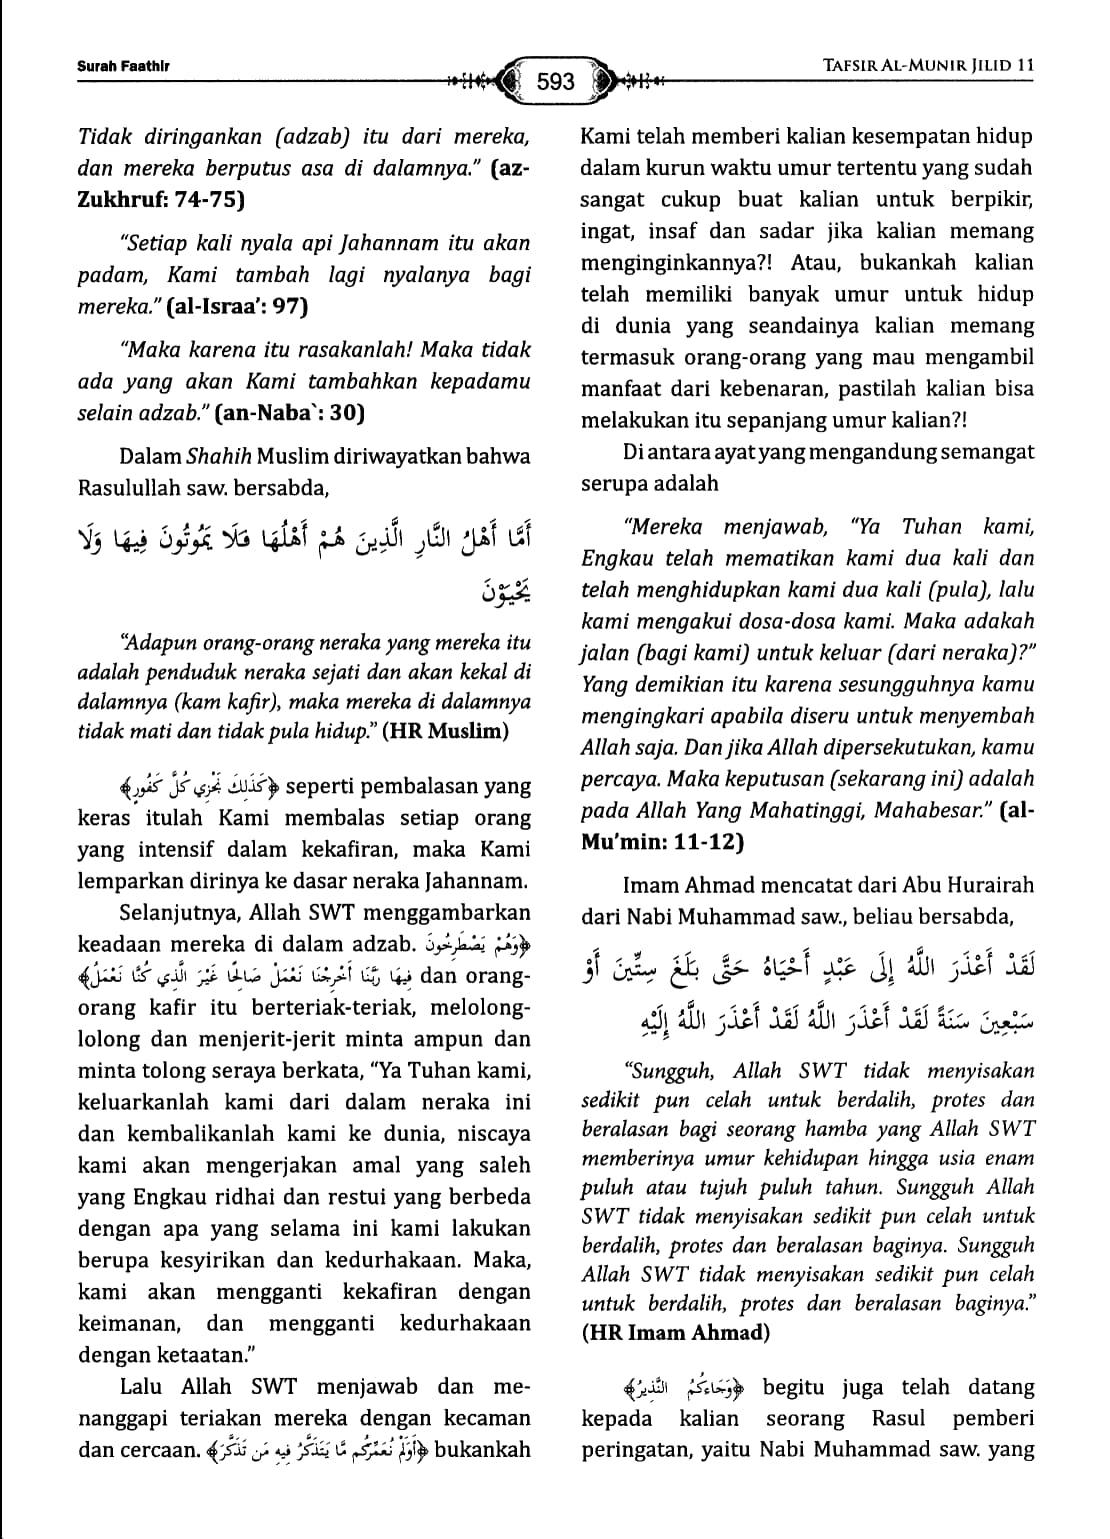 Surah Faathir
593
TAFSIR AL-MUNIR JILID 11
Tidak diringankan (adzab) itu dari mereka,
dan mereka berputus asa di dalamnya.” (az-
Zukhruf: 74-75)
“Setiap kali nyala api Jahannam itu akan
padam, Kami tambah lagi nyalanya bagi
mereka.” (al-Israa’: 97)
“Maka karena itu rasakanlah! Maka tidak
ada yang akan Kami tambahkan kepadamu
selain adzab.” (an-Naba`: 30)
Dalam Shahih Muslim diriwayatkan bahwa
Rasulullah saw. bersabda,
أَمَّا أَهْلُ النَّارِ الَّذِينَ هُمْ أَهْلُهَا فَلَا يَمُوتُونَ فِيهَا وَلَا
يَحْيَوْنَ
“Adapun orang-orang neraka yang mereka itu
adalah penduduk neraka sejati dan akan kekal di
dalamnya (kam kafir), maka mereka di dalamnya
tidak mati dan tidak pula hidup.” (HR Muslim)
﴿كَذَلِكَ نَجْزِي كُلَّ كَفُورٍ﴾ seperti pembalasan yang
keras itulah Kami membalas setiap orang
yang intensif dalam kekafiran, maka Kami
lemparkan dirinya ke dasar neraka Jahannam.
Selanjutnya, Allah SWT menggambarkan
keadaan mereka di dalam adzab. ﴿وَهُمْ يَصْطَرِخُونَ
فِيهَا رَبَّنَا أَخْرِجْنَا نَعْمَلْ صَالِحًا غَيْرَ الَّذِي كُنَّا نَعْمَلُ﴾ dan orang-
orang kafir itu berteriak-teriak, melolong-
lolong dan menjerit-jerit minta ampun dan
minta tolong seraya berkata, “Ya Tuhan kami,
keluarkanlah kami dari dalam neraka ini
dan kembalikanlah kami ke dunia, niscaya
kami akan mengerjakan amal yang saleh
yang Engkau ridhai dan restui yang berbeda
dengan apa yang selama ini kami lakukan
berupa kesyirikan dan kedurhakaan. Maka,
kami akan mengganti kekafiran dengan
keimanan, dan mengganti kedurhakaan
dengan ketaatan.”
Lalu Allah SWT menjawab dan me-
nanggapi teriakan mereka dengan kecaman
dan cercaan. ﴿أَوَلَمْ نُعَمِّرْكُم مَّا يَتَذَكَّرُ فِيهِ مَن تَذَكَّرَ﴾ bukankah
Kami telah memberi kalian kesempatan hidup
dalam kurun waktu umur tertentu yang sudah
sangat cukup buat kalian untuk berpikir,
ingat, insaf dan sadar jika kalian memang
menginginkannya?! Atau, bukankah kalian
telah memiliki banyak umur untuk hidup
di dunia yang seandainya kalian memang
termasuk orang-orang yang mau mengambil
manfaat dari kebenaran, pastilah kalian bisa
melakukan itu sepanjang umur kalian?!
Di antara ayat yang mengandung semangat
serupa adalah
“Mereka menjawab, “Ya Tuhan kami,
Engkau telah mematikan kami dua kali dan
telah menghidupkan kami dua kali (pula), lalu
kami mengakui dosa-dosa kami. Maka adakah
jalan (bagi kami) untuk keluar (dari neraka)?”
Yang demikian itu karena sesungguhnya kamu
mengingkari apabila diseru untuk menyembah
Allah saja. Dan jika Allah dipersekutukan, kamu
percaya. Maka keputusan (sekarang ini) adalah
pada Allah Yang Mahatinggi, Mahabesar.” (al-
Mu’min: 11-12)
Imam Ahmad mencatat dari Abu Hurairah
dari Nabi Muhammad saw., beliau bersabda,
لَقَدْ أَعْذَرَ اللَّهُ إِلَى عَبْدٍ أَحْيَاهُ حَتَّى بَلَغَ سِتِّينَ أَوْ
سَبْعِينَ سَنَةً لَقَدْ أَعْذَرَ اللَّهُ لَقَدْ أَعْذَرَ اللَّهُ إِلَيْهِ
“Sungguh, Allah SWT tidak menyisakan
sedikit pun celah untuk berdalih, protes dan
beralasan bagi seorang hamba yang Allah SWT
memberinya umur kehidupan hingga usia enam
puluh atau tujuh puluh tahun. Sungguh Allah
SWT tidak menyisakan sedikit pun celah untuk
berdalih, protes dan beralasan baginya. Sungguh
Allah SWT tidak menyisakan sedikit pun celah
untuk berdalih, protes dan beralasan baginya.”
(HR Imam Ahmad)
﴿وَجَاءَكُمُ النَّذِيرُ﴾ begitu juga telah datang
kepada kalian seorang Rasul pemberi
peringatan, yaitu Nabi Muhammad saw. yang